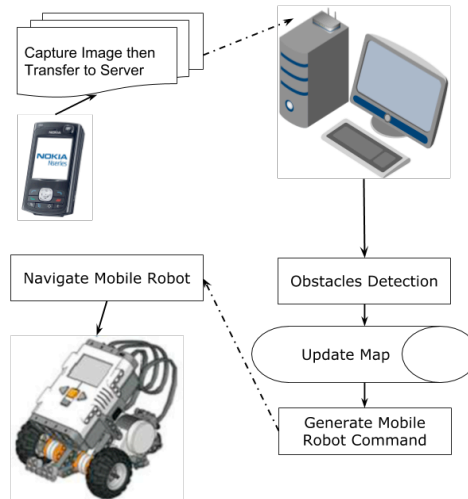 Capture Image then
Transfer to Server
NOKIA
Nseries
Navigate Mobile Robot
Obstacles Detection
Update Map
Generate Mobile
Robot Command